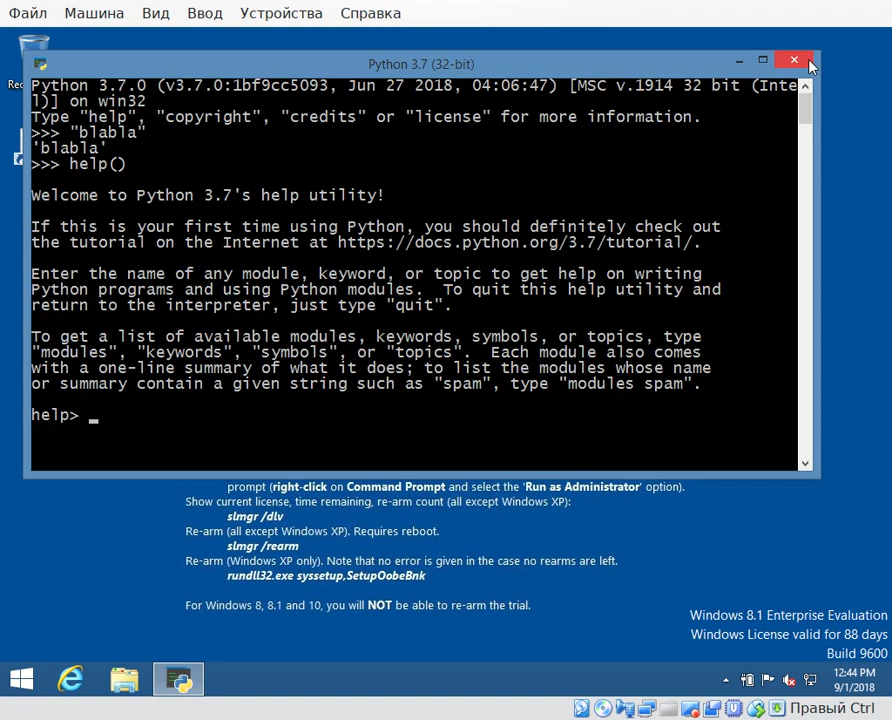 Файл Машина Вид Ввод Устройства Справка
Python 3.7 (32-bit)
Rec
Python 3.7.0 (v3.7.0:1bf9cc5093, Jun 27 2018, 04:06:47) [MSC v.1914 32 bit (Inte
l)] on win32
Type "help", "copyright", "credits" or "license" for more information.
>>> "blabla"
'blabla'
>>> help()
Welcome to Python 3.7's help utility!
If this is your first time using Python, you should definitely check out
the tutorial on the Internet at https://docs.python.org/3.7/tutorial/.
Enter the name of any module, keyword, or topic to get help on writing
Python programs and using Python modules.  To quit this help utility and
return to the interpreter, just type "quit".
To get a list of available modules, keywords, symbols, or topics, type
"modules", "keywords", "symbols", or "topics".  Each module also comes
with a one-line summary of what it does; to list the modules whose name
or summary contain a given string such as "spam", type "modules spam".
help> _
prompt (right-click on Command Prompt and select the 'Run as Administrator' option).
Show current license, time remaining, re-arm count (all except Windows XP):
slmgr /dlv
Re-arm (all except Windows XP). Requires reboot.
slmgr /rearm
Re-arm (Windows XP only). Note that no error is given in the case no rearms are left.
rundll32.exe syssetup,SetupOobeBnk
For Windows 8, 8.1 and 10, you will NOT be able to re-arm the trial.
Windows 8.1 Enterprise Evaluation
Windows License valid for 88 days
Build 9600
12:44 PM
9/1/2018
Правый Ctrl